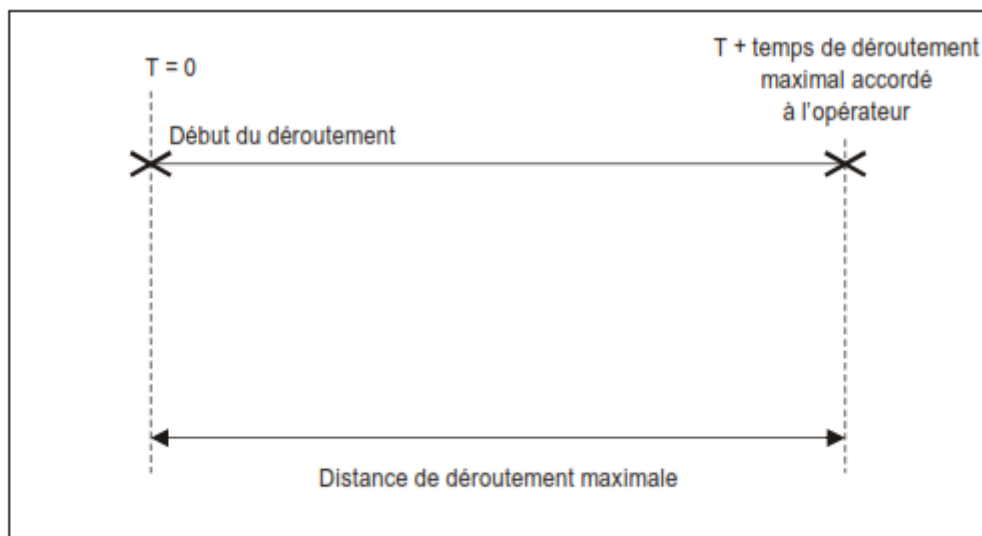 T = 0
T + temps de déroutement
maximal accordé
à l’opérateur
Début du déroutement
Distance de déroutement maximale